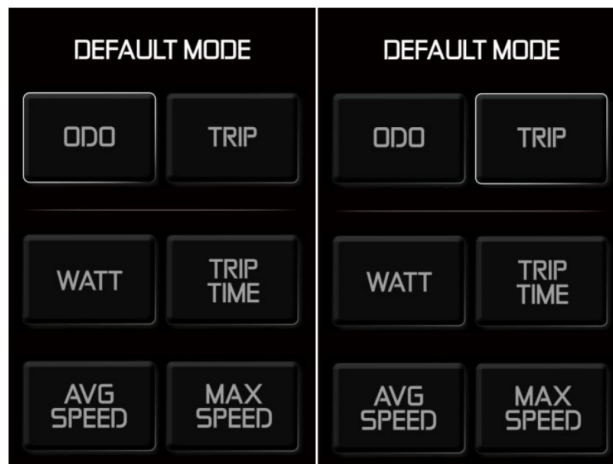 DEFAULT MODE
ODO
TRIP
WATT
TRIP
TIME
AVG
SPEED
MAX
SPEED
DEFAULT MODE
ODO
TRIP
WATT
TRIP
TIME
AVG
SPEED
MAX
SPEED